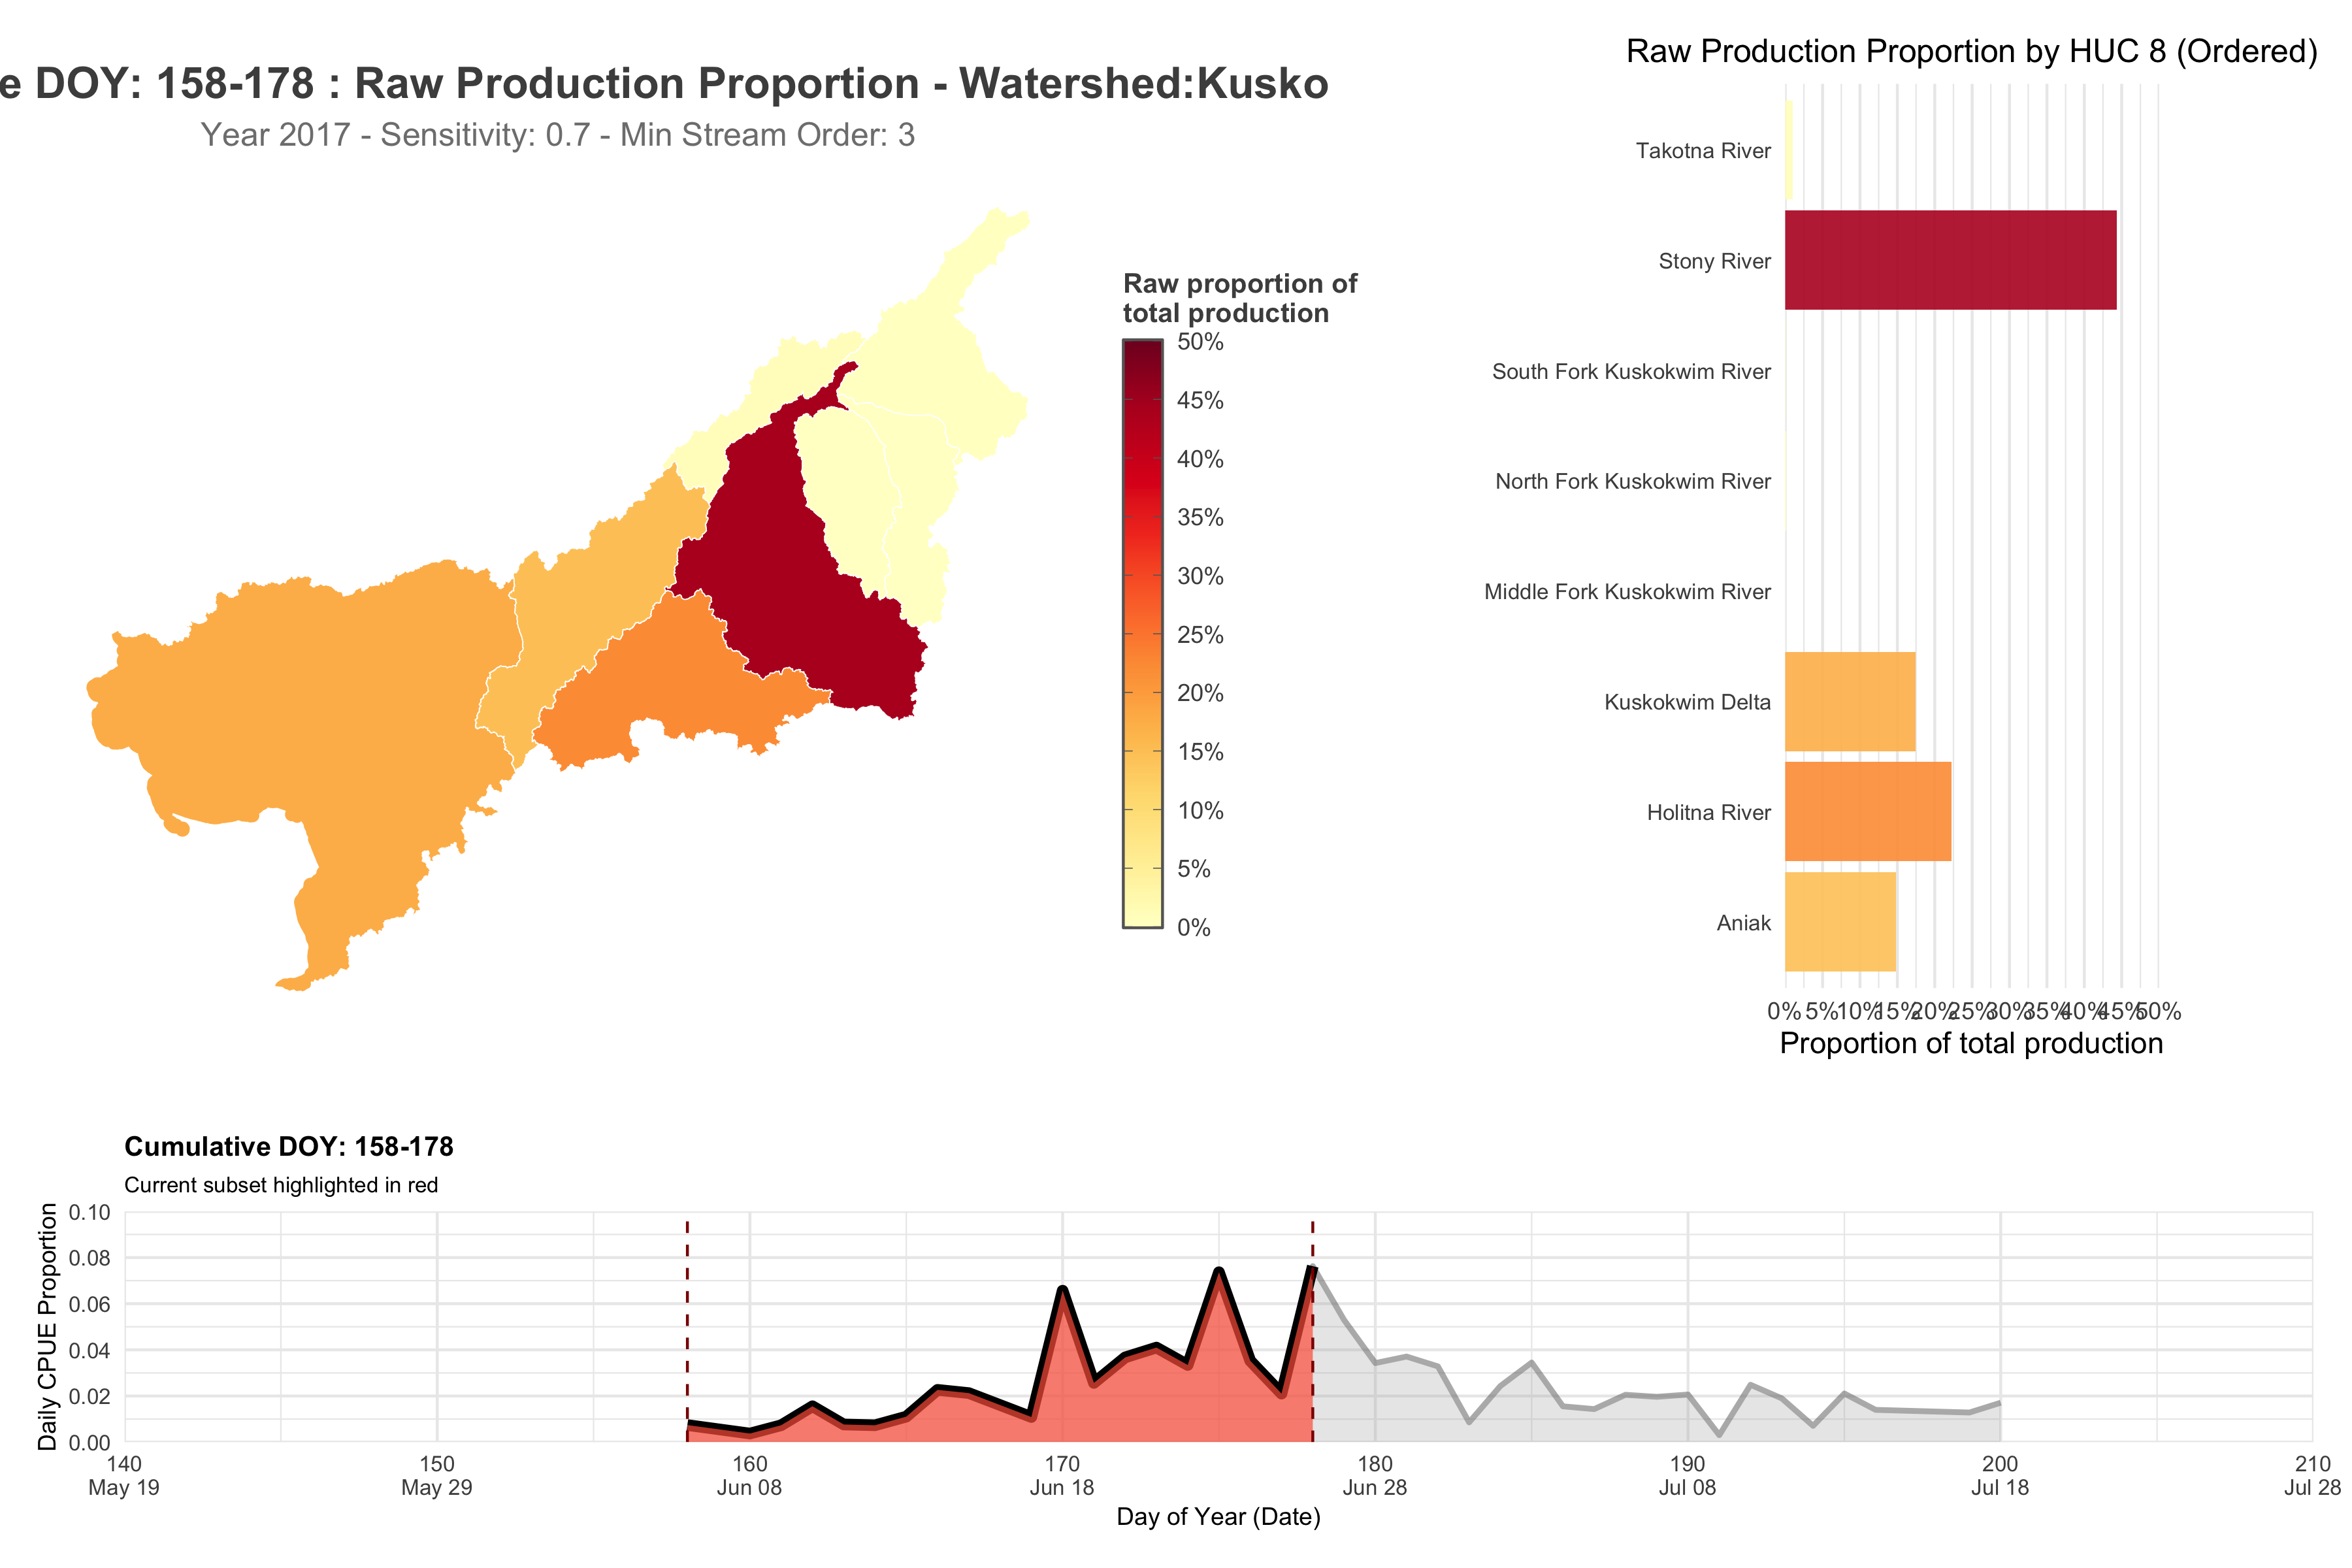 e DOY: 158-178 : Raw Production Proportion - Watershed:Kusko
Year 2017 - Sensitivity: 0.7 - Min Stream Order: 3
Raw proportion of
total production
50%
45%
40%
35%
30%
25%
20%
15%
10%
5%
0%
Raw Production Proportion by HUC 8 (Ordered)
Takotna River
Stony River
South Fork Kuskokwim River
North Fork Kuskokwim River
Middle Fork Kuskokwim River
Kuskokwim Delta
Holitna River
Aniak
0% 5% 10% 15% 20% 25% 30% 35% 40% 45% 50%
Proportion of total production
Cumulative DOY: 158-178
Current subset highlighted in red
Daily CPUE Proportion
0.10
0.08
0.06
0.04
0.02
0.00
140 150 160 170 180 190 200 210
May 19 May 29 Jun 08 Jun 18 Jun 28 Jul 08 Jul 18 Jul 28
Day of Year (Date)